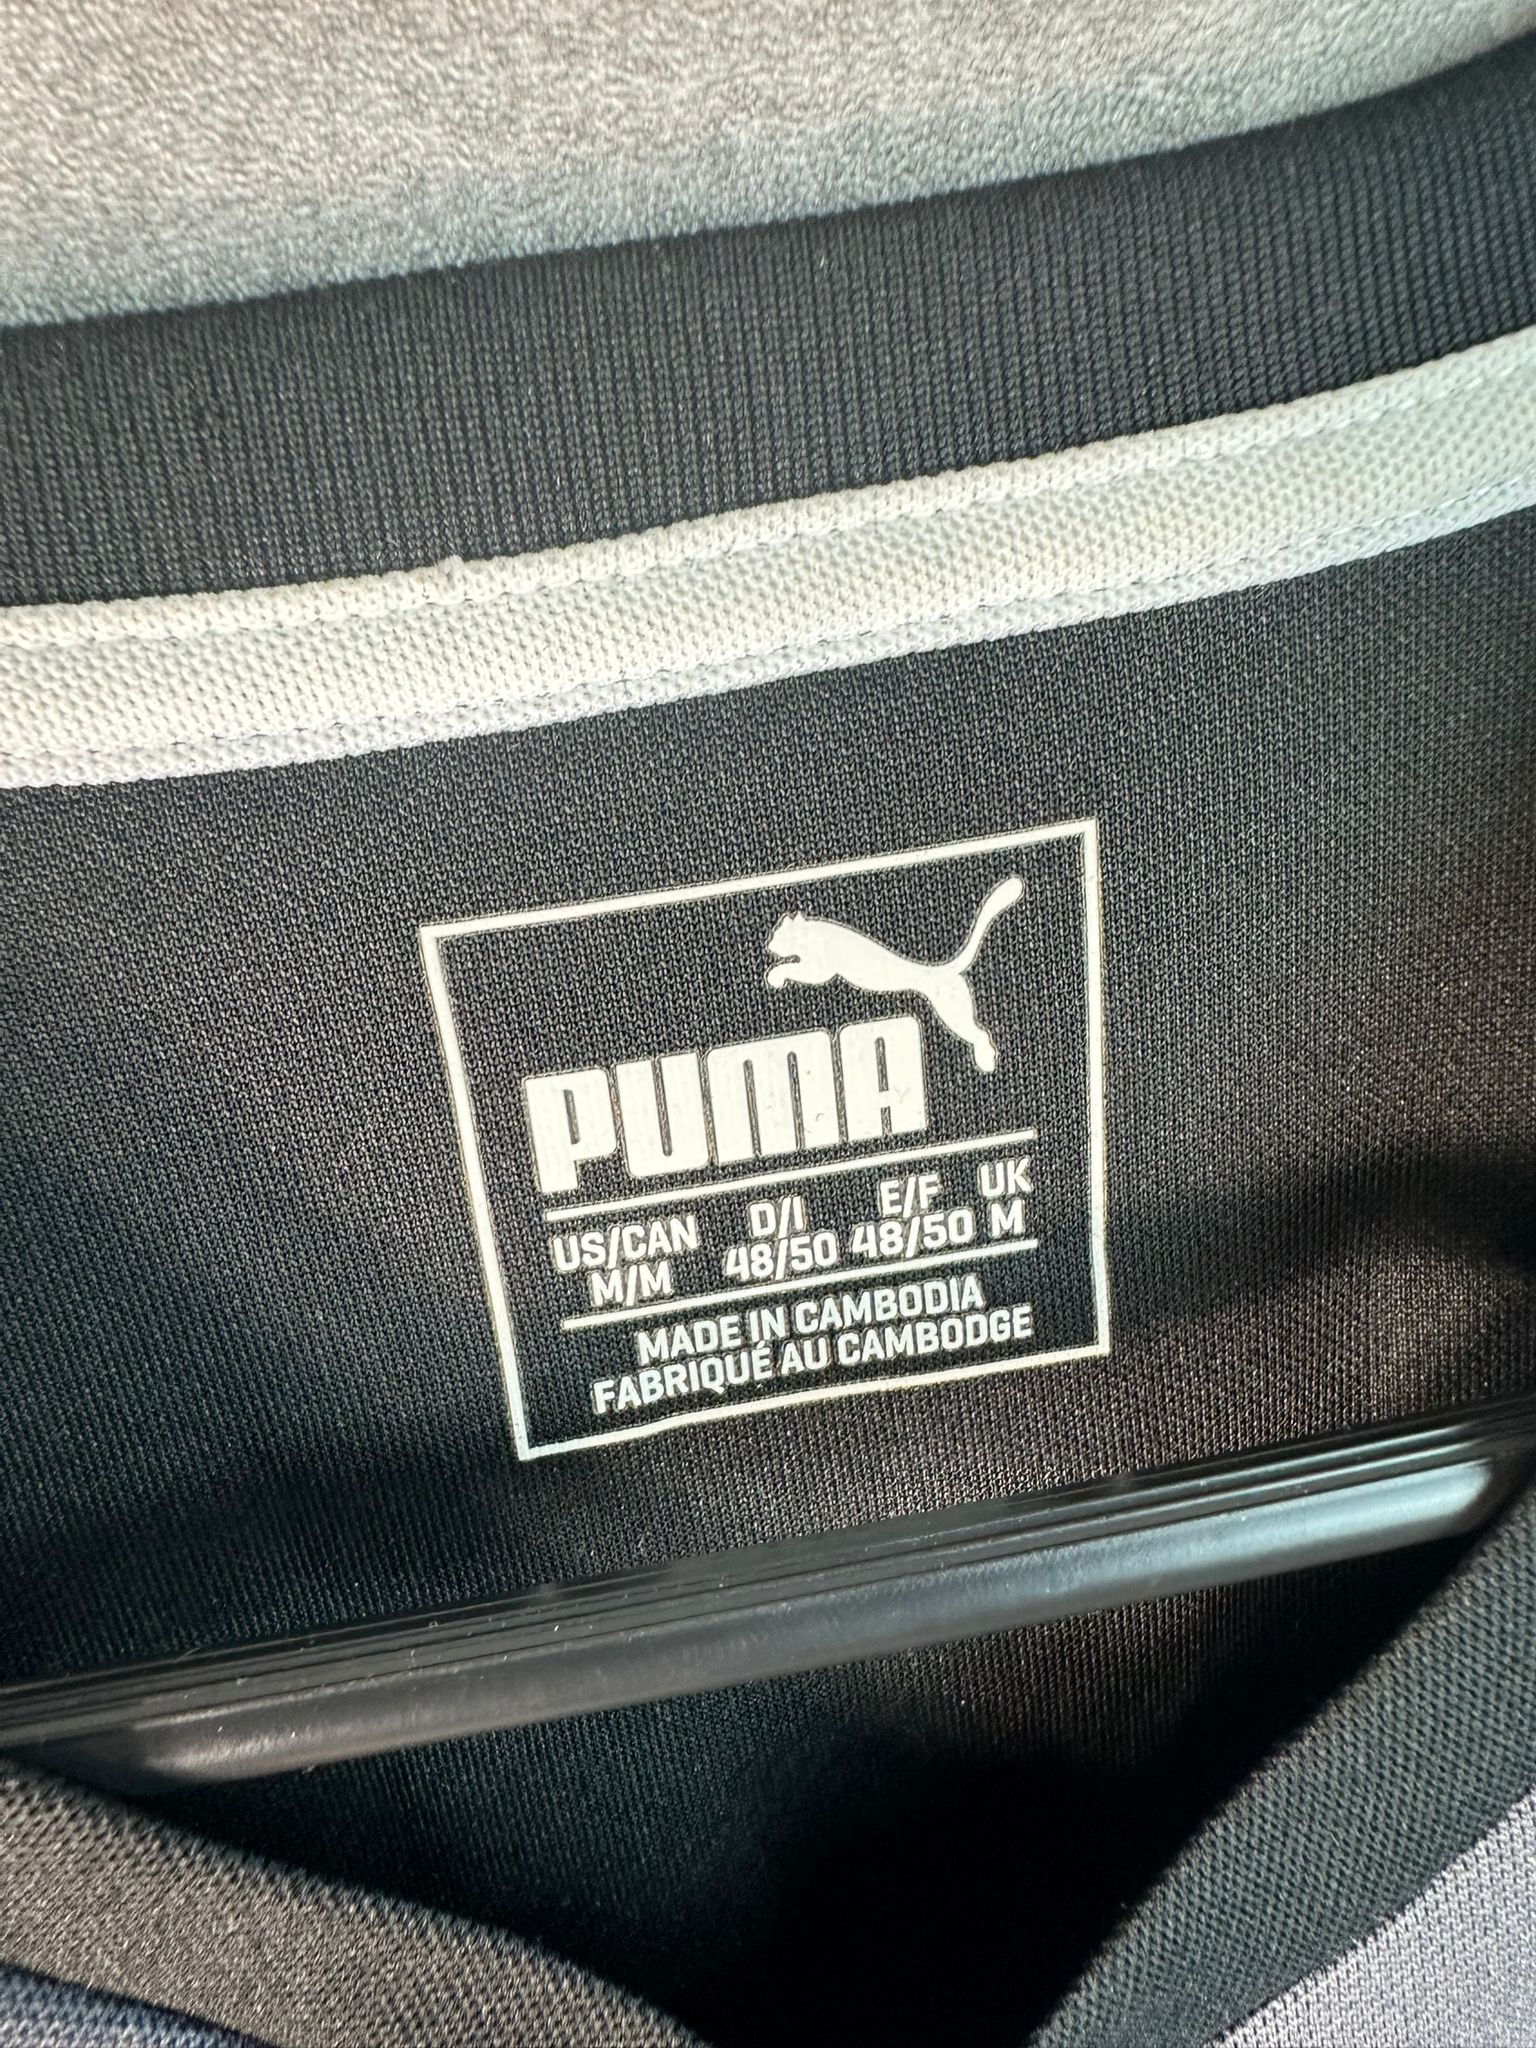 PUMA
US/CAN D/I E/F UK
M/M 48/50 48/50 M
MADE IN CAMBODIA
FABRIQUÉ AU CAMBODGE